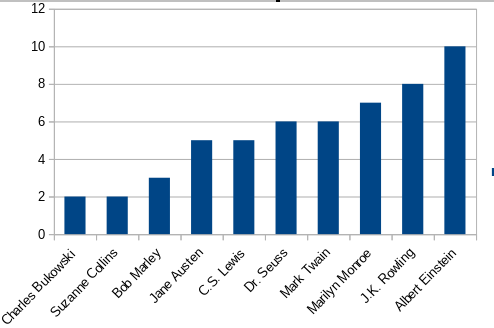 12
10
8
6
4
2
0
Charles Bukowski
Suzanne Collins
Bob Marley
Jane Austen
C.S. Lewis
Dr. Seuss
Mark Twain
Marilyn Monroe
J.K. Rowling
Albert Einstein